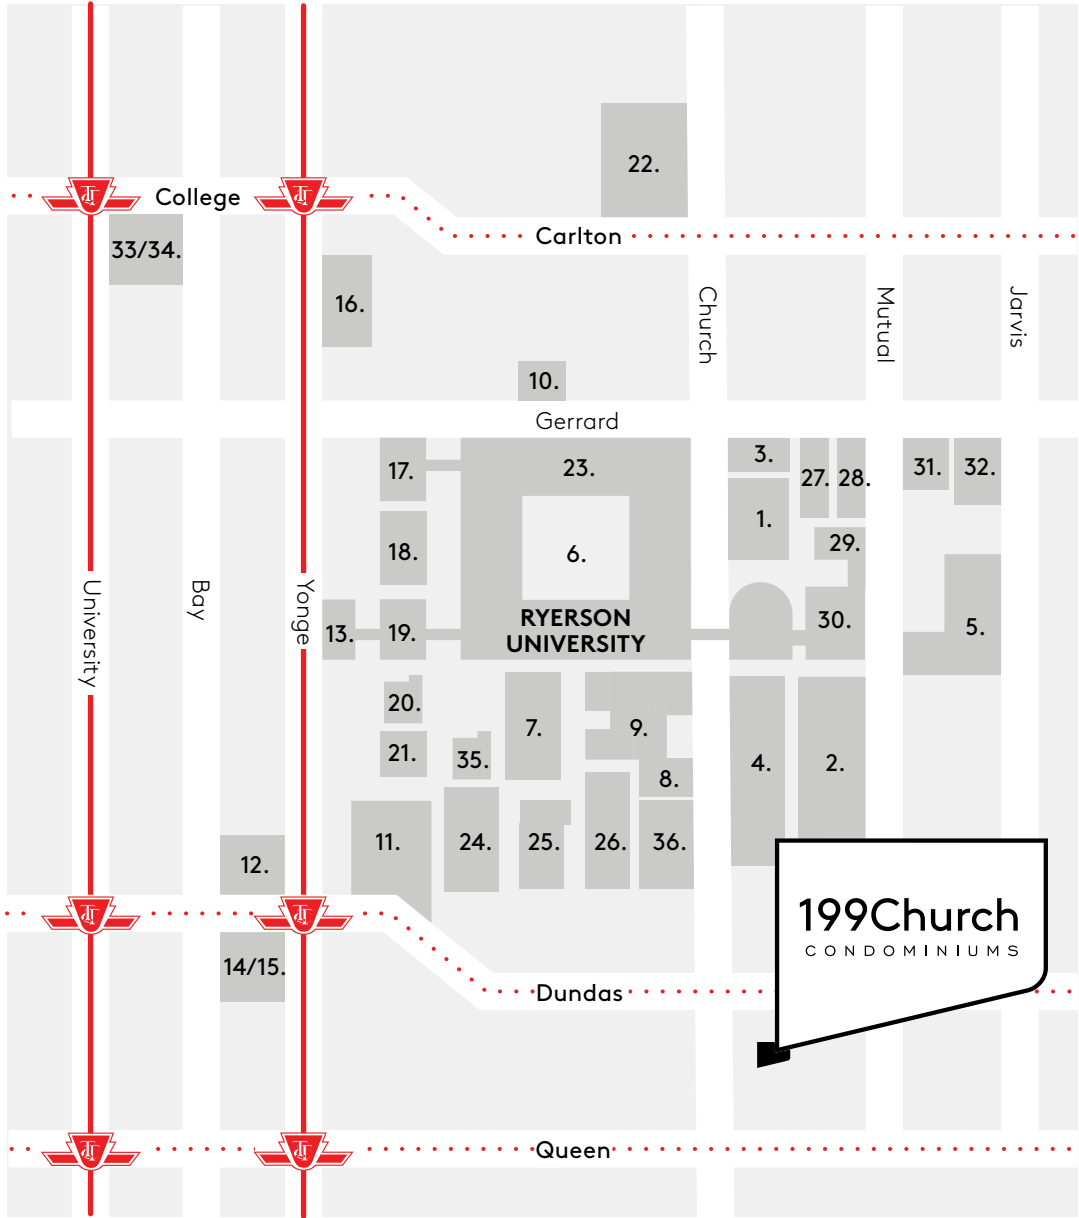 22.
College
Carlton
33/34.
16.
Church
Mutual
Jarvis
10.
Gerrard
17.
23.
3.
27.
28.
31.
32.
1.
18.
6.
29.
University
Bay
Yonge
13.
19.
RYERSON
UNIVERSITY
30.
5.
20.
7.
9.
21.
35.
8.
4.
2.
11.
24.
25.
26.
36.
12.
199Church
CONDOMINIUMS
14/15.
Dundas
Queen